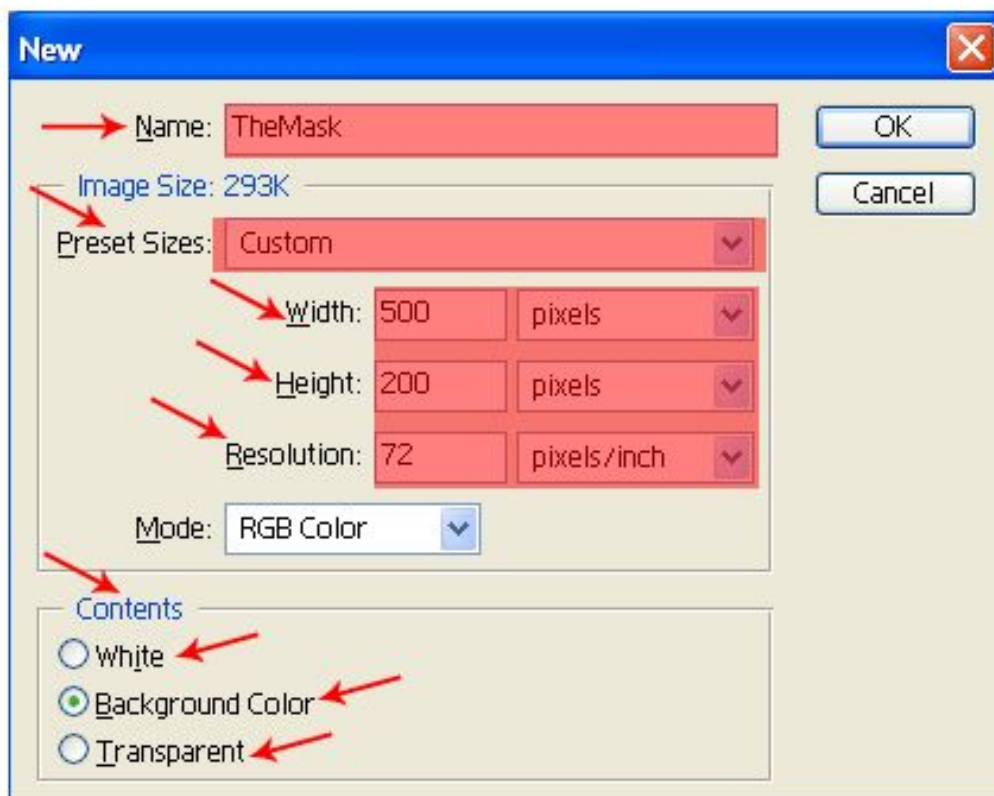 New
Name: TheMask
OK
Image Size: 293K
Cancel
Preset Sizes: Custom
Width: 500 pixels
Height: 200 pixels
Resolution: 72 pixels/inch
Mode: RGB Color
Contents
White
Background Color
Transparent